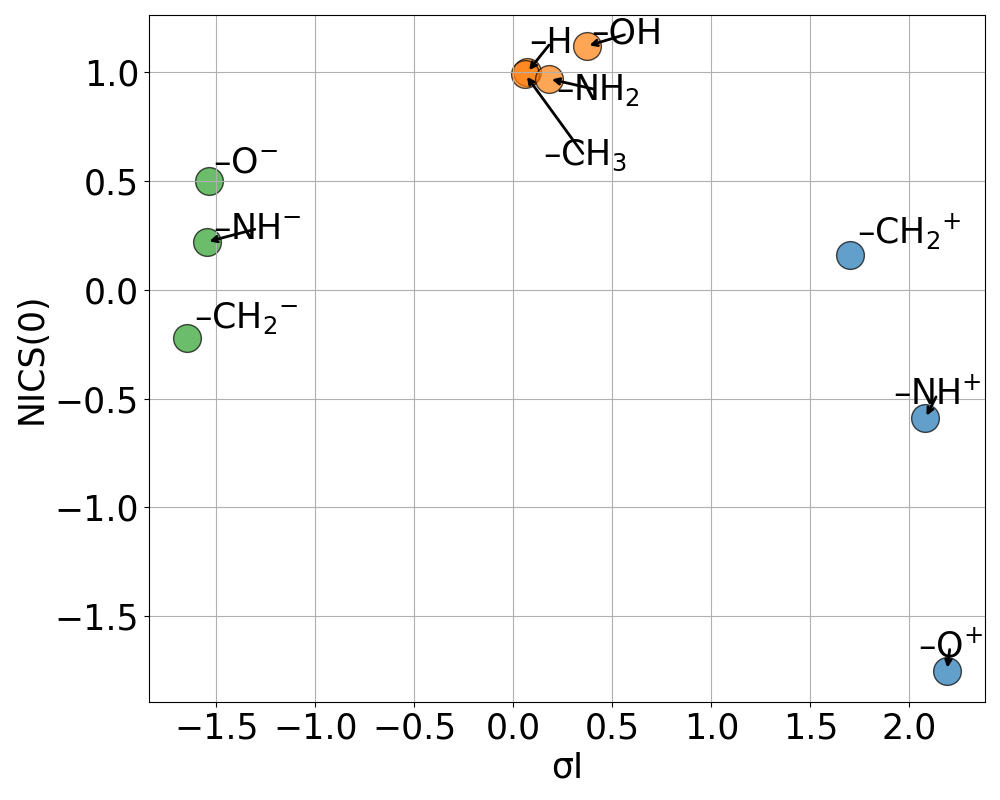 –OH
–H
–NH₂
–CH₃
–O⁻
–NH⁻
–CH₂⁺
–CH₂⁻
–NH⁺
–O⁺
1.0
0.5
0.0
−0.5
−1.0
−1.5
NICS(0)
−1.5
−1.0
−0.5
0.0
0.5
1.0
1.5
2.0
σI